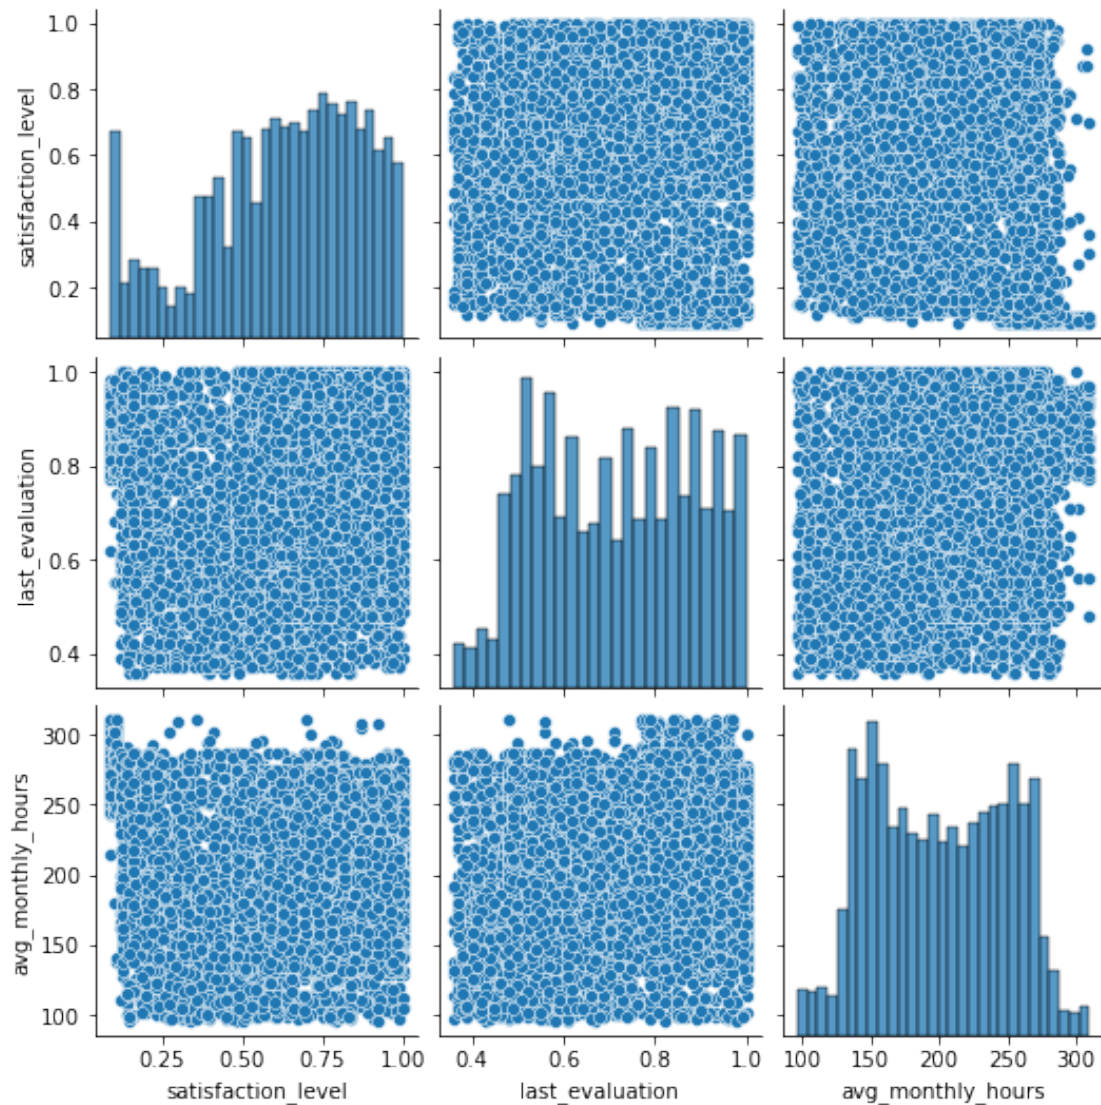 1.0
0.8
0.6
0.4
0.2
satisfaction_level
1.0
0.8
0.6
0.4
last_evaluation
300
250
200
150
100
avg_monthly_hours
0.25 0.50 0.75 1.00
0.4 0.6 0.8 1.0
100 150 200 250 300
satisfaction_level
last_evaluation
avg_monthly_hours